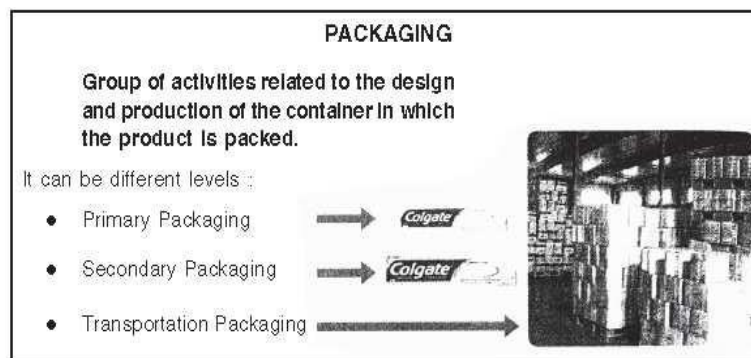 PACKAGING
Group of activities related to the design
and production of the container in which
the product is packed.
It can be different levels :
• Primary Packaging
Colgate
• Secondary Packaging
Colgate
• Transportation Packaging